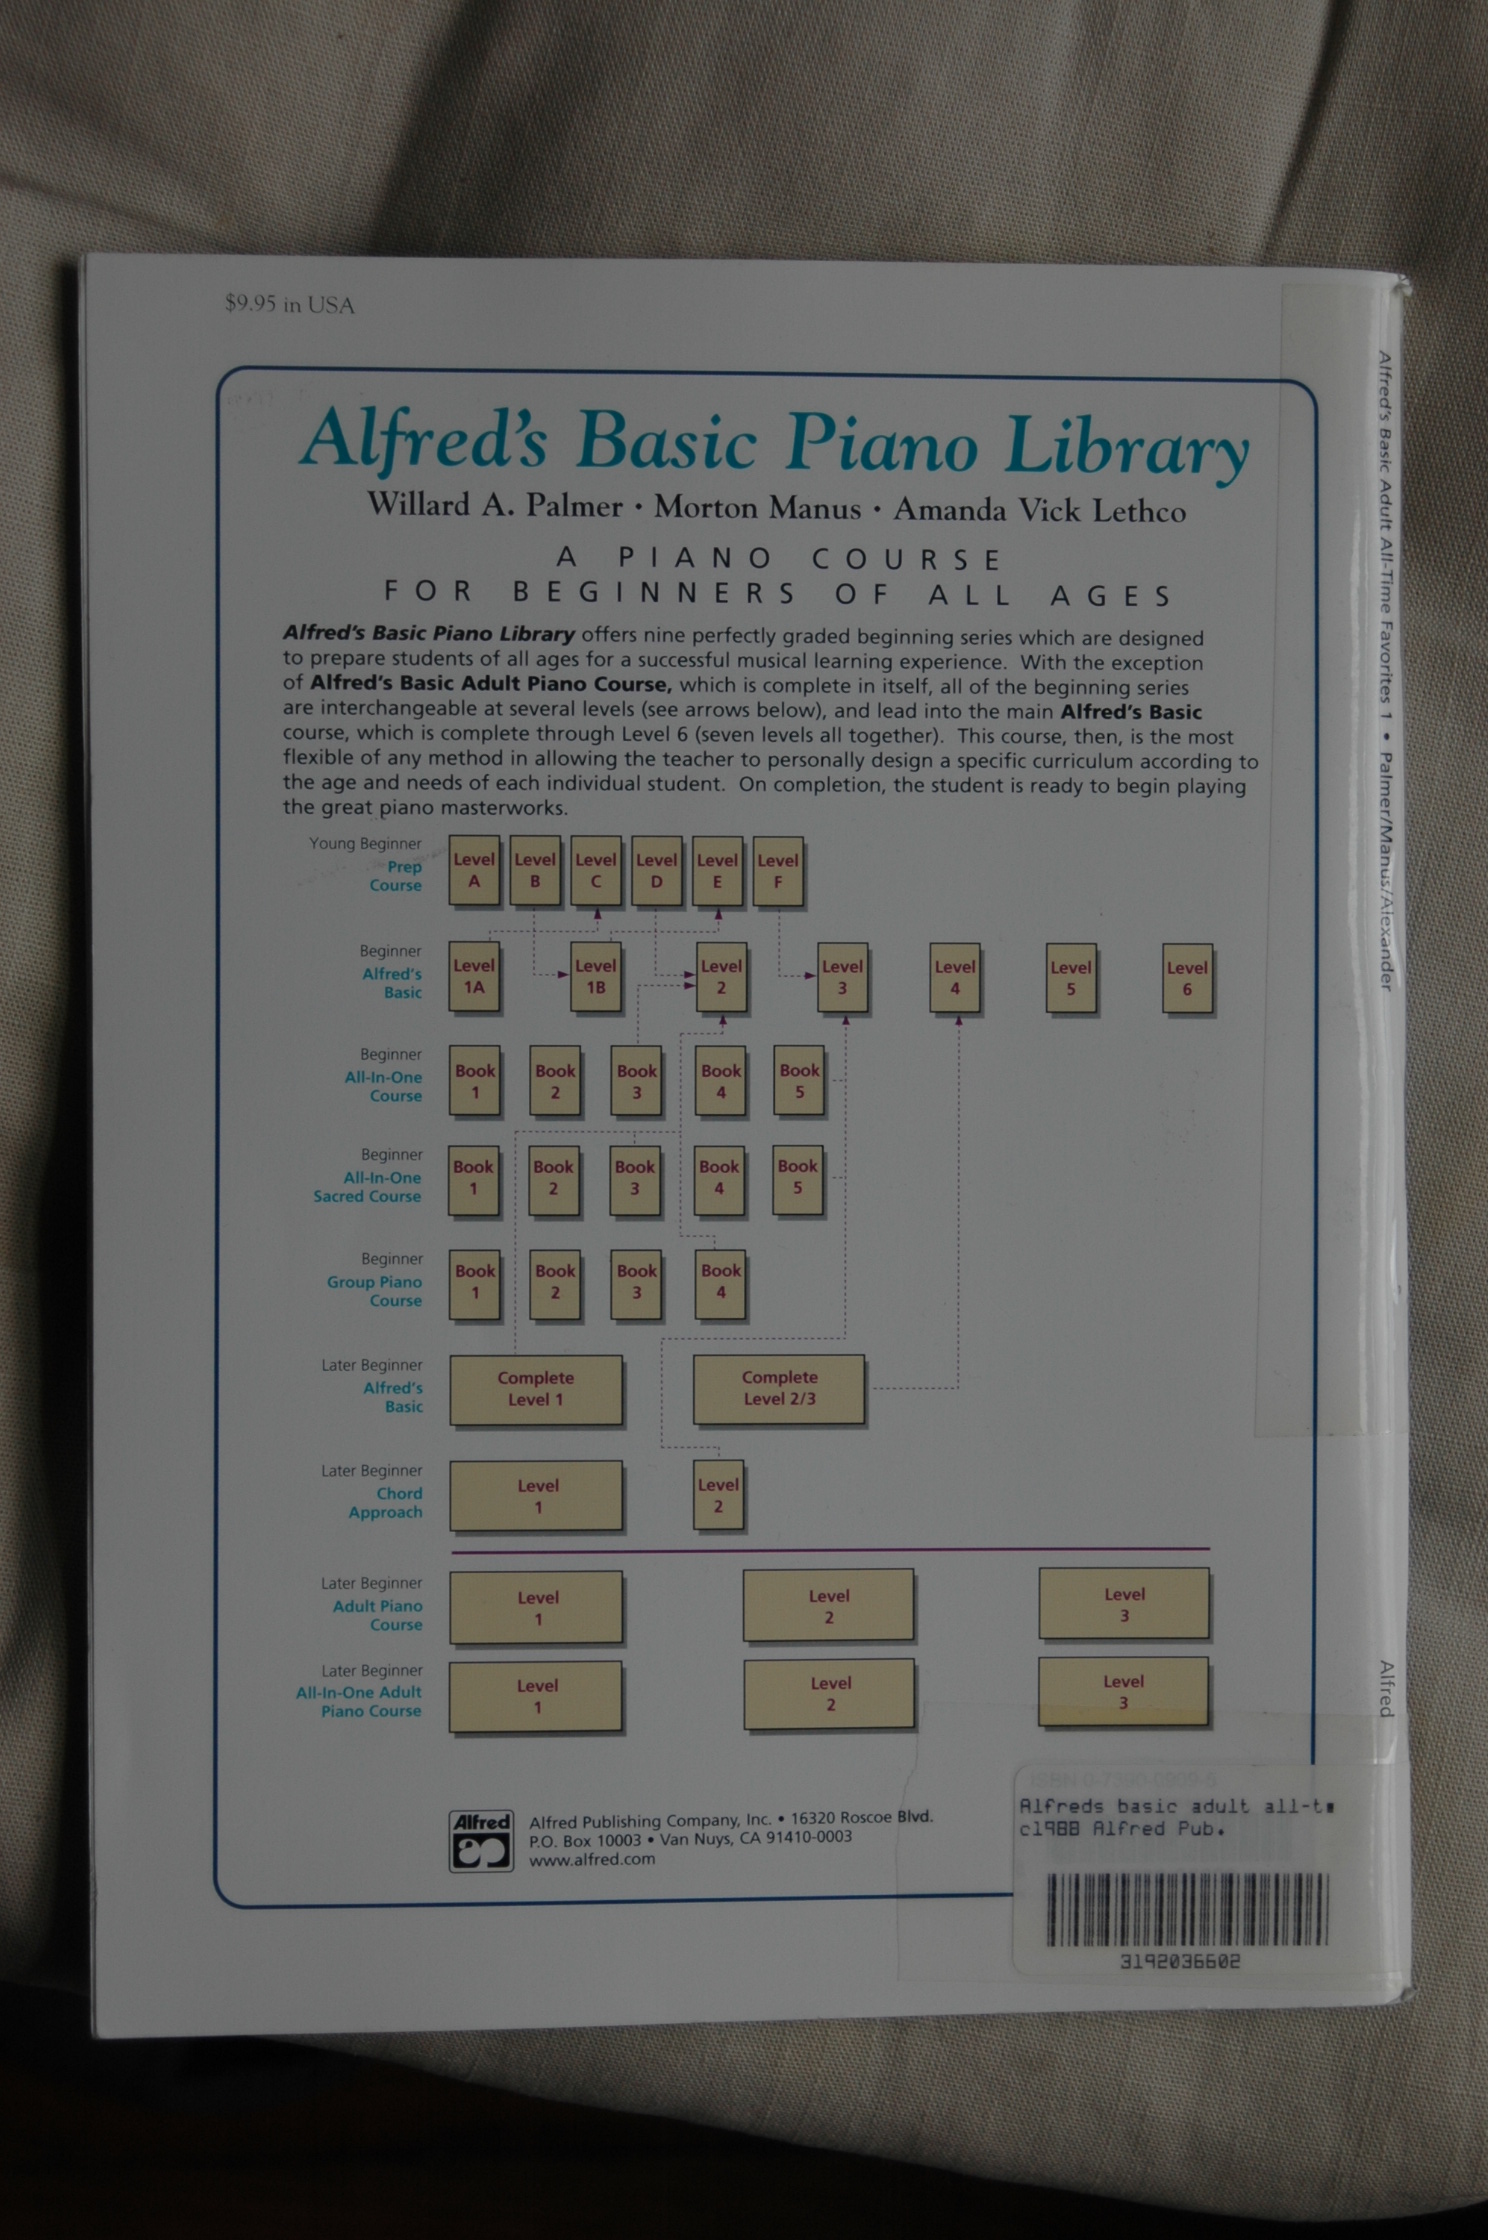 $9.95 in USA
Alfred's Basic Piano Library
Willard A. Palmer • Morton Manus • Amanda Vick Lethco
A PIANO COURSE
FOR BEGINNERS OF ALL AGES
Alfred's Basic Piano Library offers nine perfectly graded beginning series which are designed
to prepare students of all ages for a successful musical learning experience. With the exception
of Alfred's Basic Adult Piano Course, which is complete in itself, all of the beginning series
are interchangeable at several levels (see arrows below), and lead into the main Alfred's Basic
course, which is complete through Level 6 (seven levels all together). This course, then, is the most
flexible of any method in allowing the teacher to personally design a specific curriculum according to
the age and needs of each individual student. On completion, the student is ready to begin playing
the great piano masterworks.
Young Beginner
Prep
Course
Level A
Level B
Level C
Level D
Level E
Level F
Beginner
Alfred's
Basic
Level 1A
Level 1B
Level 2
Level 3
Level 4
Level 5
Level 6
Beginner
All-In-One
Course
Book 1
Book 2
Book 3
Book 4
Book 5
Beginner
All-In-One
Sacred Course
Book 1
Book 2
Book 3
Book 4
Book 5
Beginner
Group Piano
Course
Book 1
Book 2
Book 3
Book 4
Later Beginner
Alfred's
Basic
Complete
Level 1
Complete
Level 2/3
Later Beginner
Chord
Approach
Level 1
Level 2
Later Beginner
Adult Piano
Course
Level 1
Level 2
Level 3
Later Beginner
All-In-One Adult
Piano Course
Level 1
Level 2
Level 3
Alfred
Alfred Publishing Company, Inc. • 16320 Roscoe Blvd.
P.O. Box 10003 • Van Nuys, CA 91410-0003
www.alfred.com
ISBN 0-7390-0909-5
Alfreds basic adult all-t
c1988 Alfred Pub.
3192036602
Alfred's Basic Adult All-Time Favorites 1 • Palmer/Manus/Alexander
Alfred